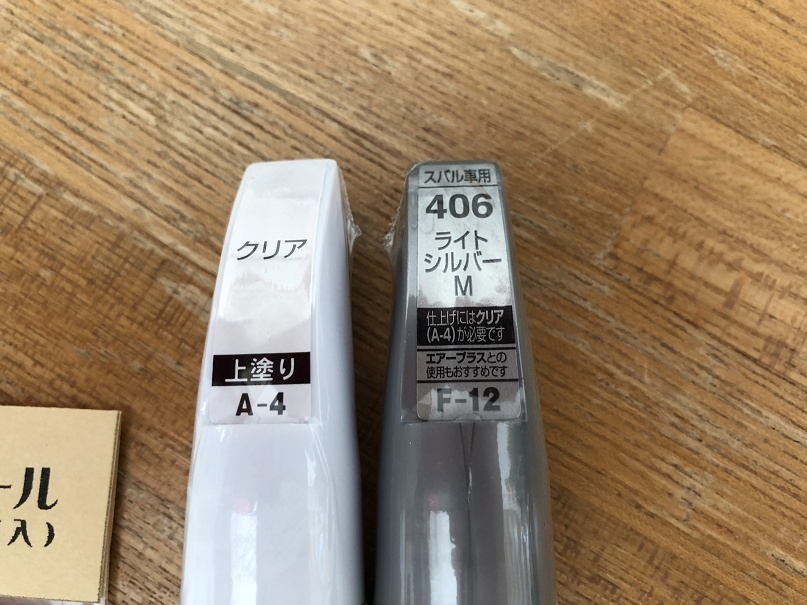 クリア
上塗り
A-4
スバル車用
406
ライト
シルバー
M
仕上げにはクリア
(A-4)が必要です
エアープラスとの
使用もおすすめです
F-12
ール
入)